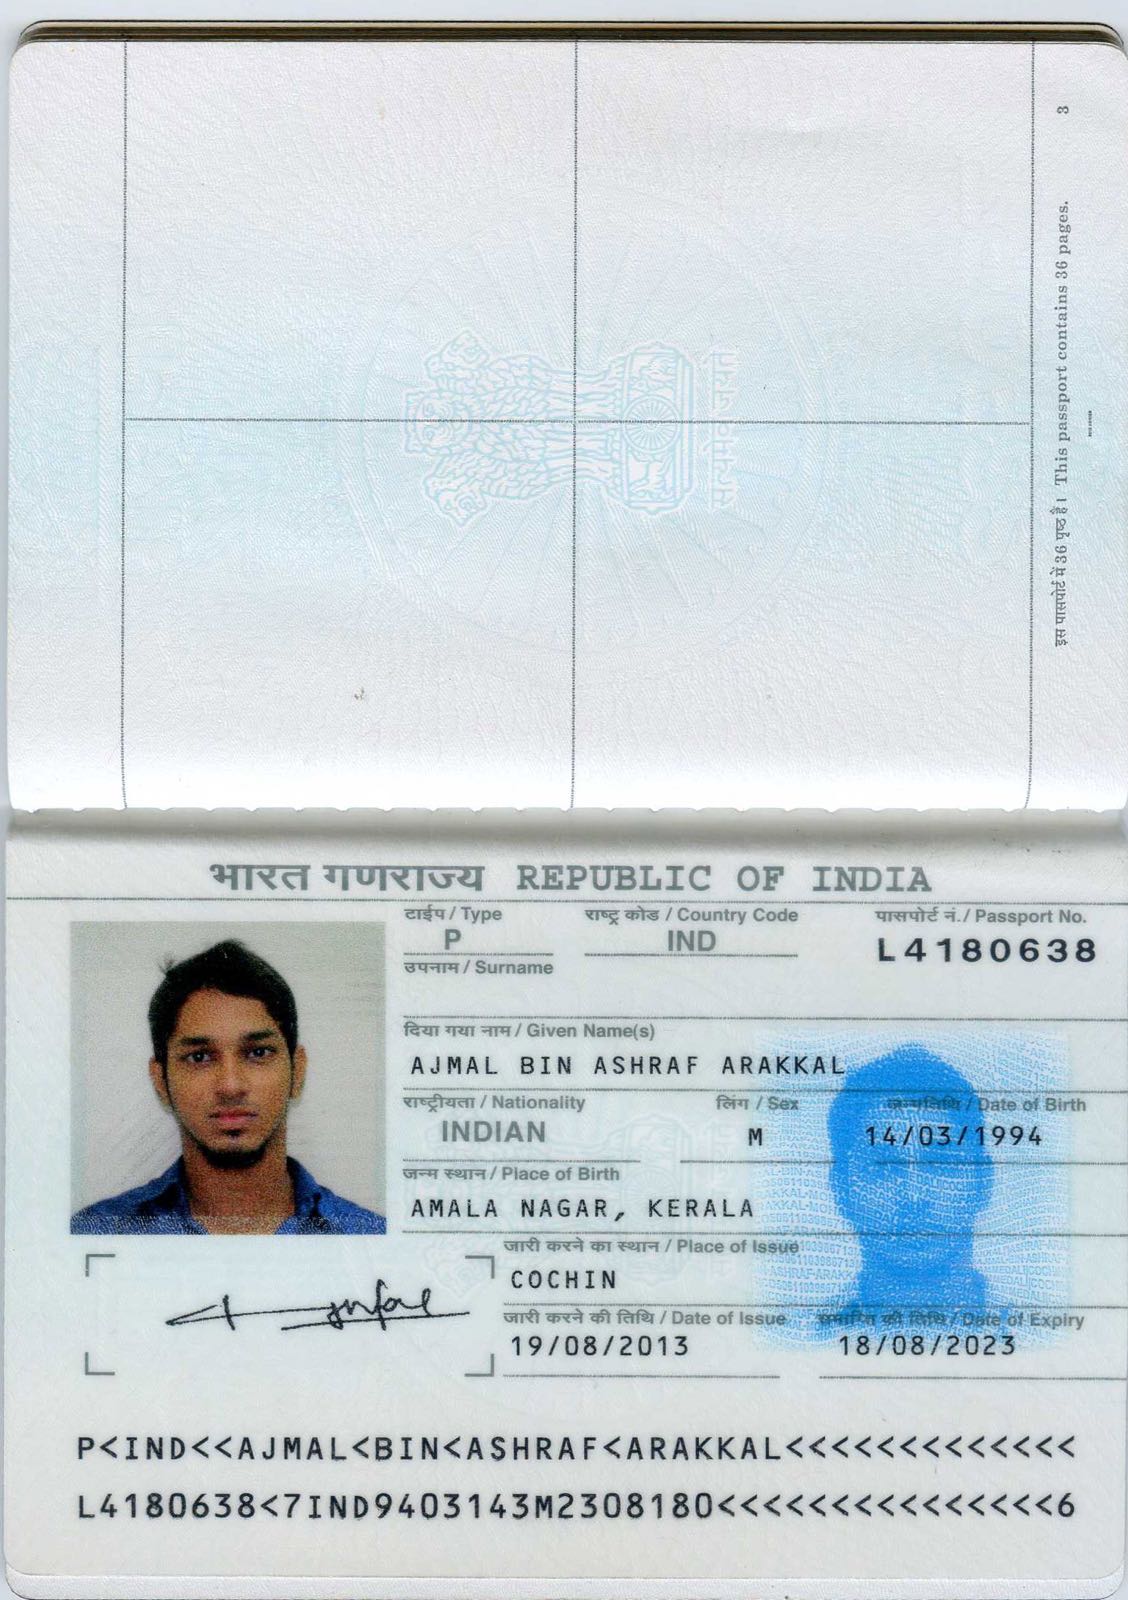 3
इस पासपोर्ट में 36 पृष्ठ हैं। This passport contains 36 pages.
भारत गणराज्य REPUBLIC OF INDIA
टाईप / Type
राष्ट्र कोड / Country Code
पासपोर्ट नं. / Passport No.
P
IND
L4180638
उपनाम / Surname
दिया गया नाम / Given Name(s)
AJMAL BIN ASHRAF ARAKKAL
राष्ट्रीयता / Nationality
लिंग / Sex
जन्मतिथि / Date of Birth
INDIAN
M
14/03/1994
जन्म स्थान / Place of Birth
AMALA NAGAR, KERALA
जारी करने का स्थान / Place of Issue
COCHIN
जारी करने की तिथि / Date of Issue
समाप्ति की तिथि / Date of Expiry
19/08/2013
18/08/2023
P<IND<<AJMAL<BIN<ASHRAF<ARAKKAL<<<<<<<<<<<<<
L4180638<7IND9403143M2308180<<<<<<<<<<<<<<<6